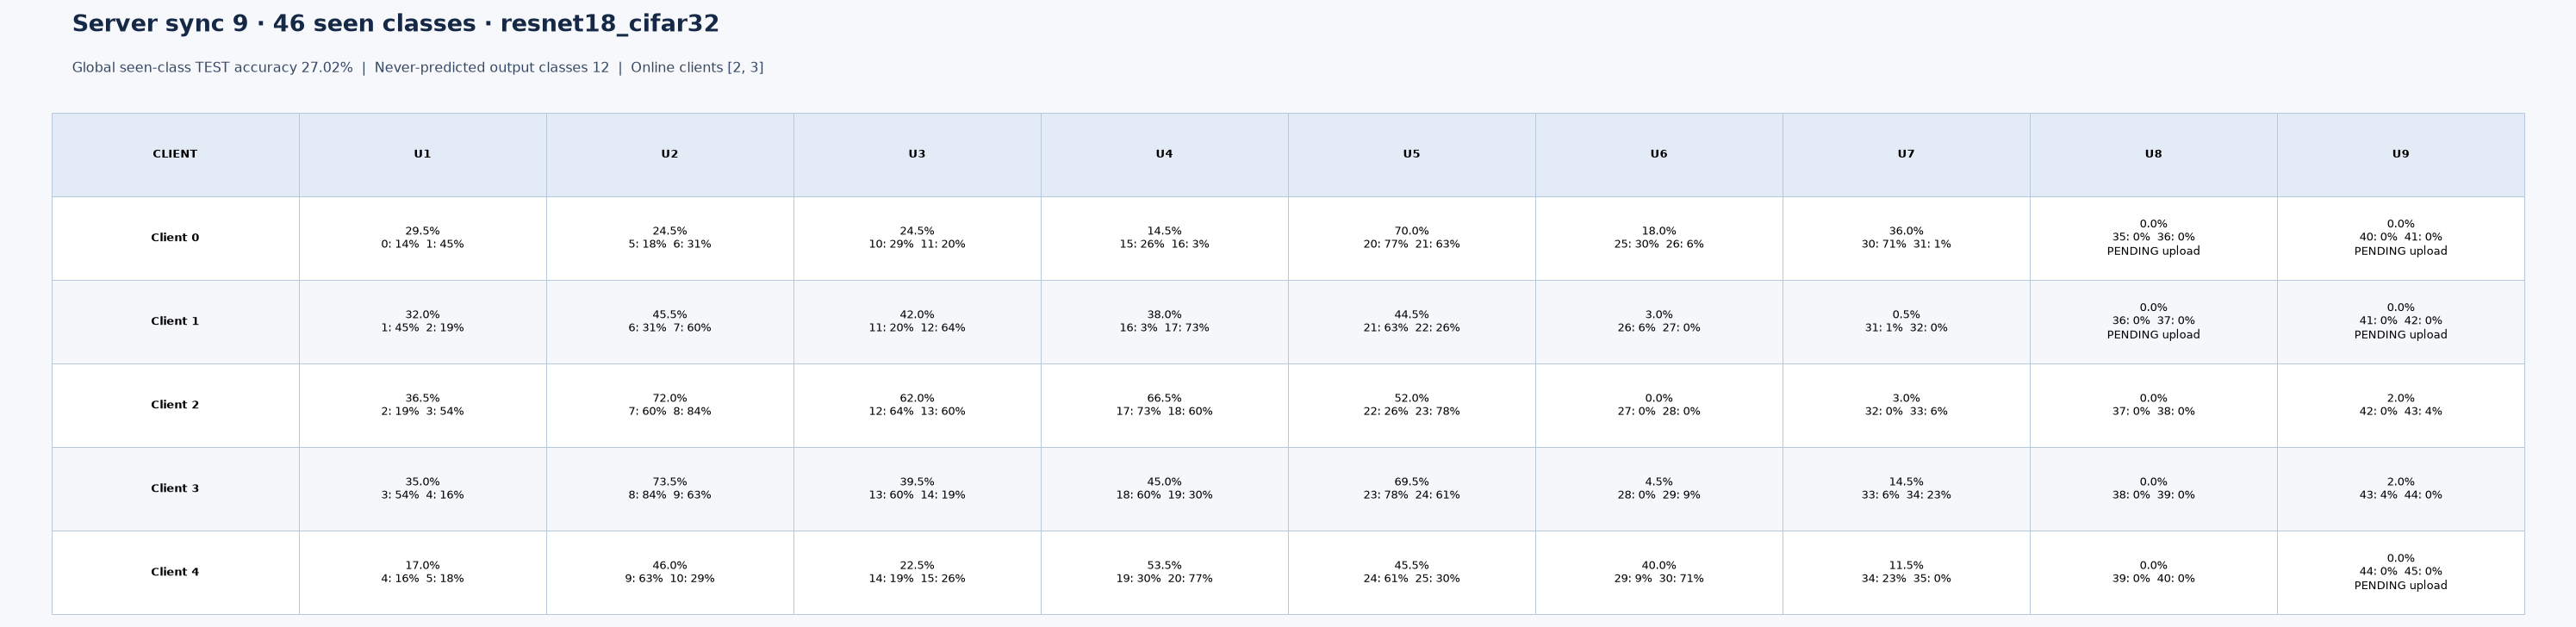 Server sync 9 · 46 seen classes · resnet18_cifar32
Global seen-class TEST accuracy 27.02% | Never-predicted output classes 12 | Online clients [2, 3]
CLIENT U1 U2 U3 U4 U5 U6 U7 U8 U9
Client 0
29.5%
0: 14% 1: 45%
24.5%
5: 18% 6: 31%
24.5%
10: 29% 11: 20%
14.5%
15: 26% 16: 3%
70.0%
20: 77% 21: 63%
18.0%
25: 30% 26: 6%
36.0%
30: 71% 31: 1%
0.0%
35: 0% 36: 0%
PENDING upload
0.0%
40: 0% 41: 0%
PENDING upload
Client 1
32.0%
1: 45% 2: 19%
45.5%
6: 31% 7: 60%
42.0%
11: 20% 12: 64%
38.0%
16: 3% 17: 73%
44.5%
21: 63% 22: 26%
3.0%
26: 6% 27: 0%
0.5%
31: 1% 32: 0%
0.0%
36: 0% 37: 0%
PENDING upload
0.0%
41: 0% 42: 0%
PENDING upload
Client 2
36.5%
2: 19% 3: 54%
72.0%
7: 60% 8: 84%
62.0%
12: 64% 13: 60%
66.5%
17: 73% 18: 60%
52.0%
22: 26% 23: 78%
0.0%
27: 0% 28: 0%
3.0%
32: 0% 33: 6%
0.0%
37: 0% 38: 0%
2.0%
42: 0% 43: 4%
Client 3
35.0%
3: 54% 4: 16%
73.5%
8: 84% 9: 63%
39.5%
13: 60% 14: 19%
45.0%
18: 60% 19: 30%
69.5%
23: 78% 24: 61%
4.5%
28: 0% 29: 9%
14.5%
33: 6% 34: 23%
0.0%
38: 0% 39: 0%
2.0%
43: 4% 44: 0%
Client 4
17.0%
4: 16% 5: 18%
46.0%
9: 63% 10: 29%
22.5%
14: 19% 15: 26%
53.5%
19: 30% 20: 77%
45.5%
24: 61% 25: 30%
40.0%
29: 9% 30: 71%
11.5%
34: 23% 35: 0%
0.0%
39: 0% 40: 0%
0.0%
44: 0% 45: 0%
PENDING upload